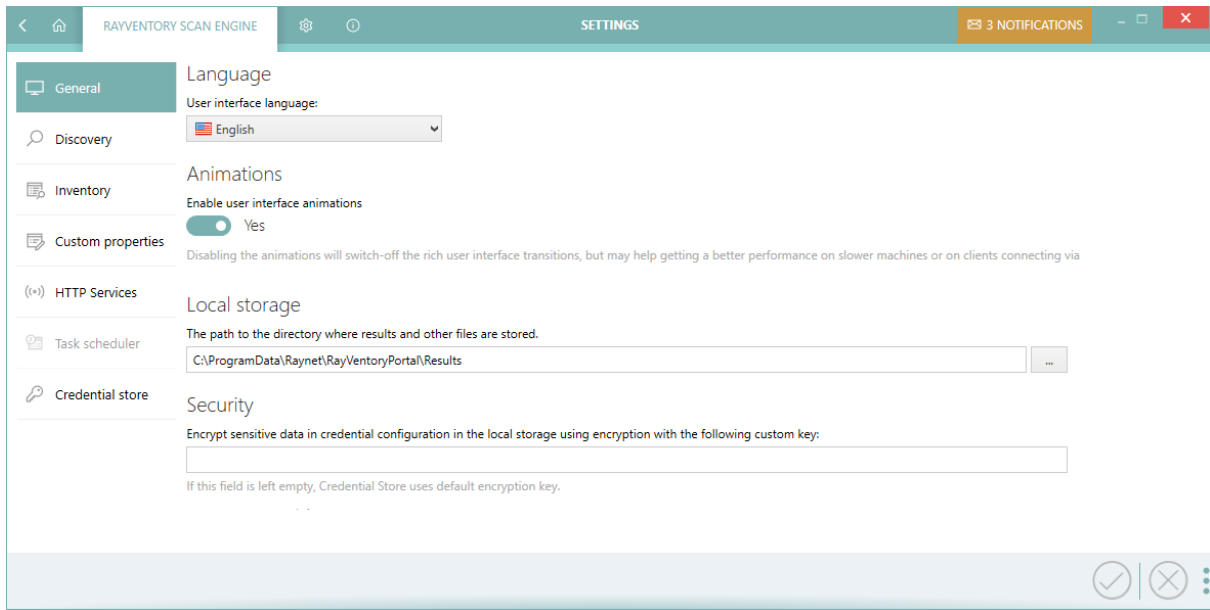 RAYVENTORY SCAN ENGINE
SETTINGS
3 NOTIFICATIONS
General
Discovery
Inventory
Custom properties
HTTP Services
Task scheduler
Credential store
Language
User interface language:
English
Animations
Enable user interface animations
Yes
Disabling the animations will switch-off the rich user interface transitions, but may help getting a better performance on slower machines or on clients connecting via
Local storage
The path to the directory where results and other files are stored.
C:\ProgramData\Raynet\RayVentoryPortal\Results
...
Security
Encrypt sensitive data in credential configuration in the local storage using encryption with the following custom key:
If this field is left empty, Credential Store uses default encryption key.